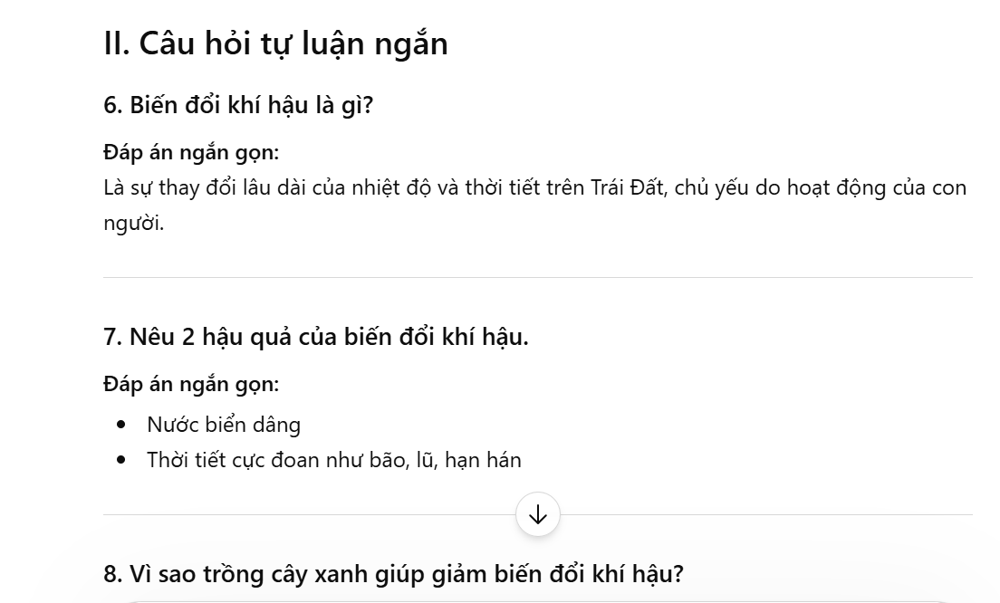 II. Câu hỏi tự luận ngắn
6. Biến đổi khí hậu là gì?
Đáp án ngắn gọn:
Là sự thay đổi lâu dài của nhiệt độ và thời tiết trên Trái Đất, chủ yếu do hoạt động của con
người.
7. Nêu 2 hậu quả của biến đổi khí hậu.
Đáp án ngắn gọn:
• Nước biển dâng
• Thời tiết cực đoan như bão, lũ, hạn hán
8. Vì sao trồng cây xanh giúp giảm biến đổi khí hậu?